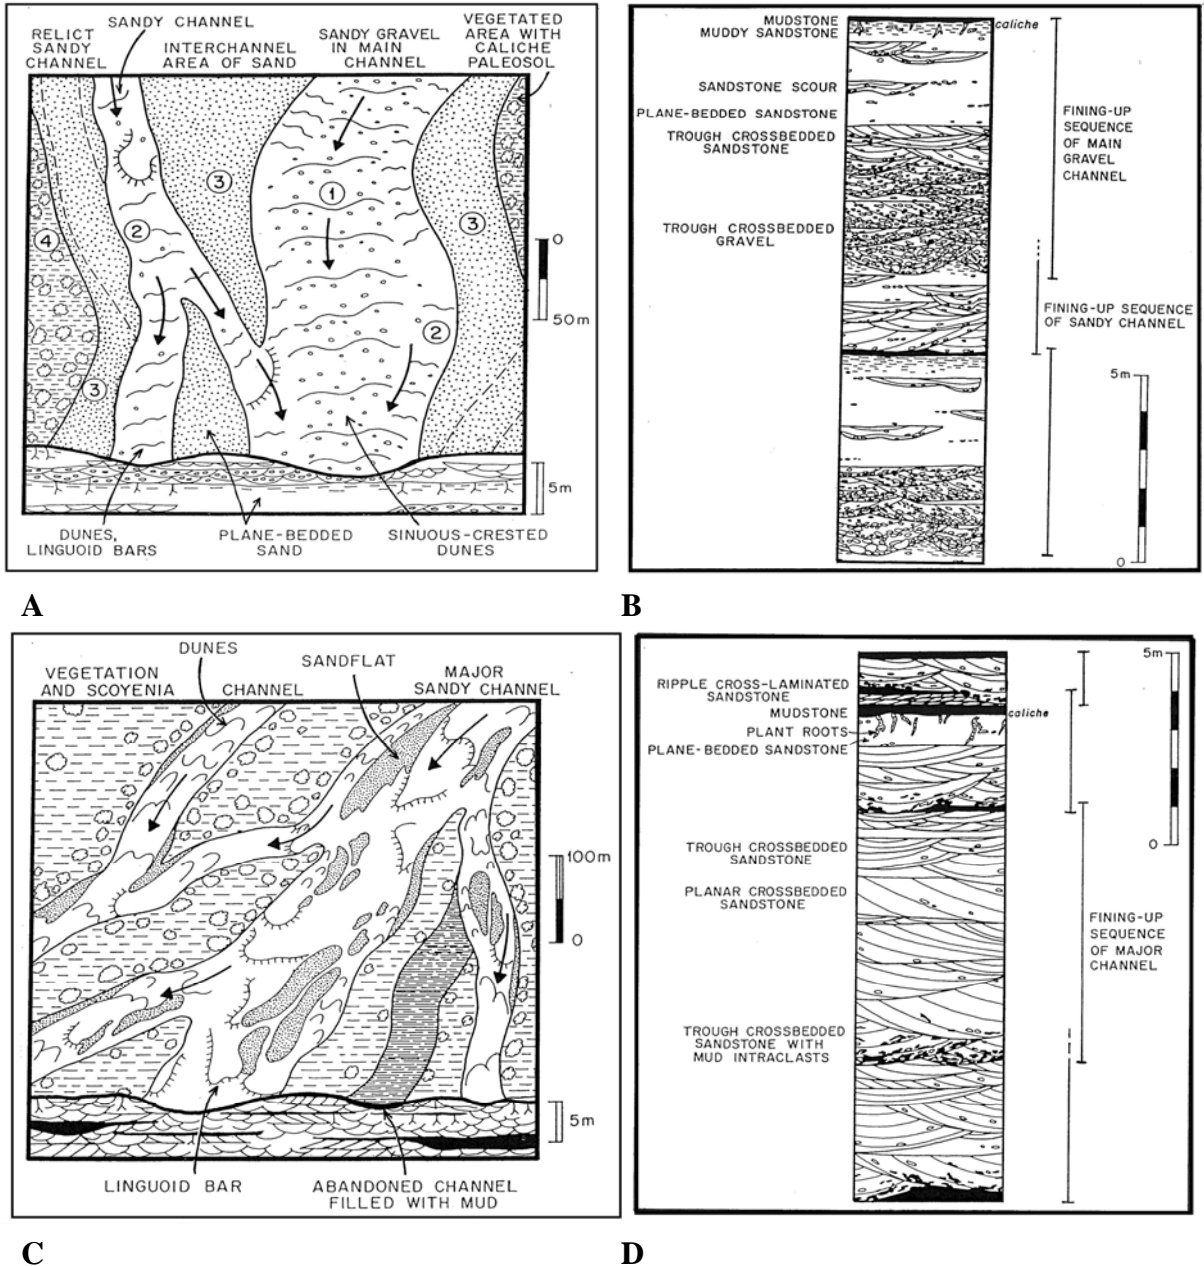 SANDY CHANNEL
RELICT
SANDY
CHANNEL
INTERCHANNEL
AREA OF SAND
SANDY GRAVEL
IN MAIN
CHANNEL
VEGETATED
AREA WITH
CALICHE
PALEOSOL
3
1
2
4
3
2
3
0
50m
5m
DUNES,
LINGUOID BARS
PLANE-BEDDED
SAND
SINUOUS-CRESTED
DUNES
A
MUDSTONE
MUDDY SANDSTONE
caliche
SANDSTONE SCOUR
PLANE-BEDDED SANDSTONE
TROUGH CROSSBEDDED
SANDSTONE
TROUGH CROSSBEDDED
GRAVEL
FINING-UP
SEQUENCE
OF MAIN
GRAVEL
CHANNEL
FINING-UP SEQUENCE
OF SANDY CHANNEL
5m
0
B
DUNES
SANDFLAT
VEGETATION
AND SCOYENIA
CHANNEL
MAJOR
SANDY CHANNEL
100m
0
5m
LINGUOID BAR
ABANDONED CHANNEL
FILLED WITH MUD
C
RIPPLE CROSS-LAMINATED
SANDSTONE
MUDSTONE
caliche
PLANT ROOTS
PLANE-BEDDED SANDSTONE
TROUGH CROSSBEDDED
SANDSTONE
PLANAR CROSSBEDDED
SANDSTONE
TROUGH CROSSBEDDED
SANDSTONE WITH
MUD INTRACLASTS
5m
0
FINING-UP
SEQUENCE
OF MAJOR
CHANNEL
D